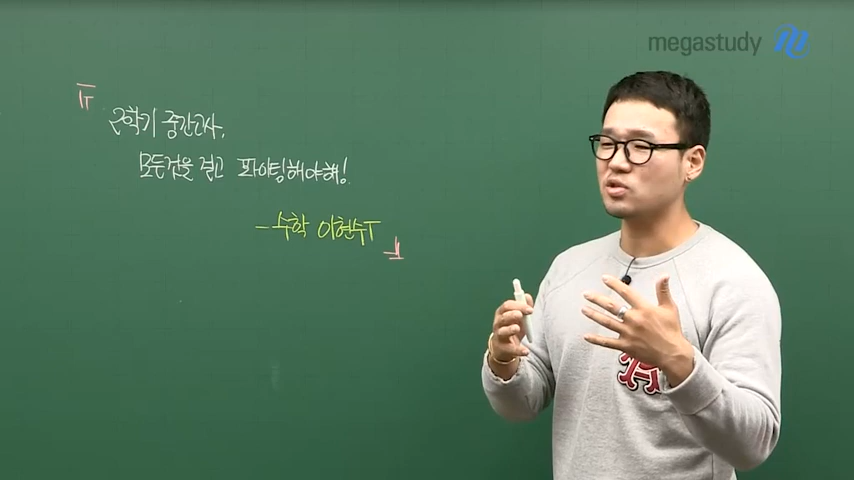 megastudy
『2학기 중간고사,
모든것을 걸고 파이팅해야해!
-수학 이현수T』